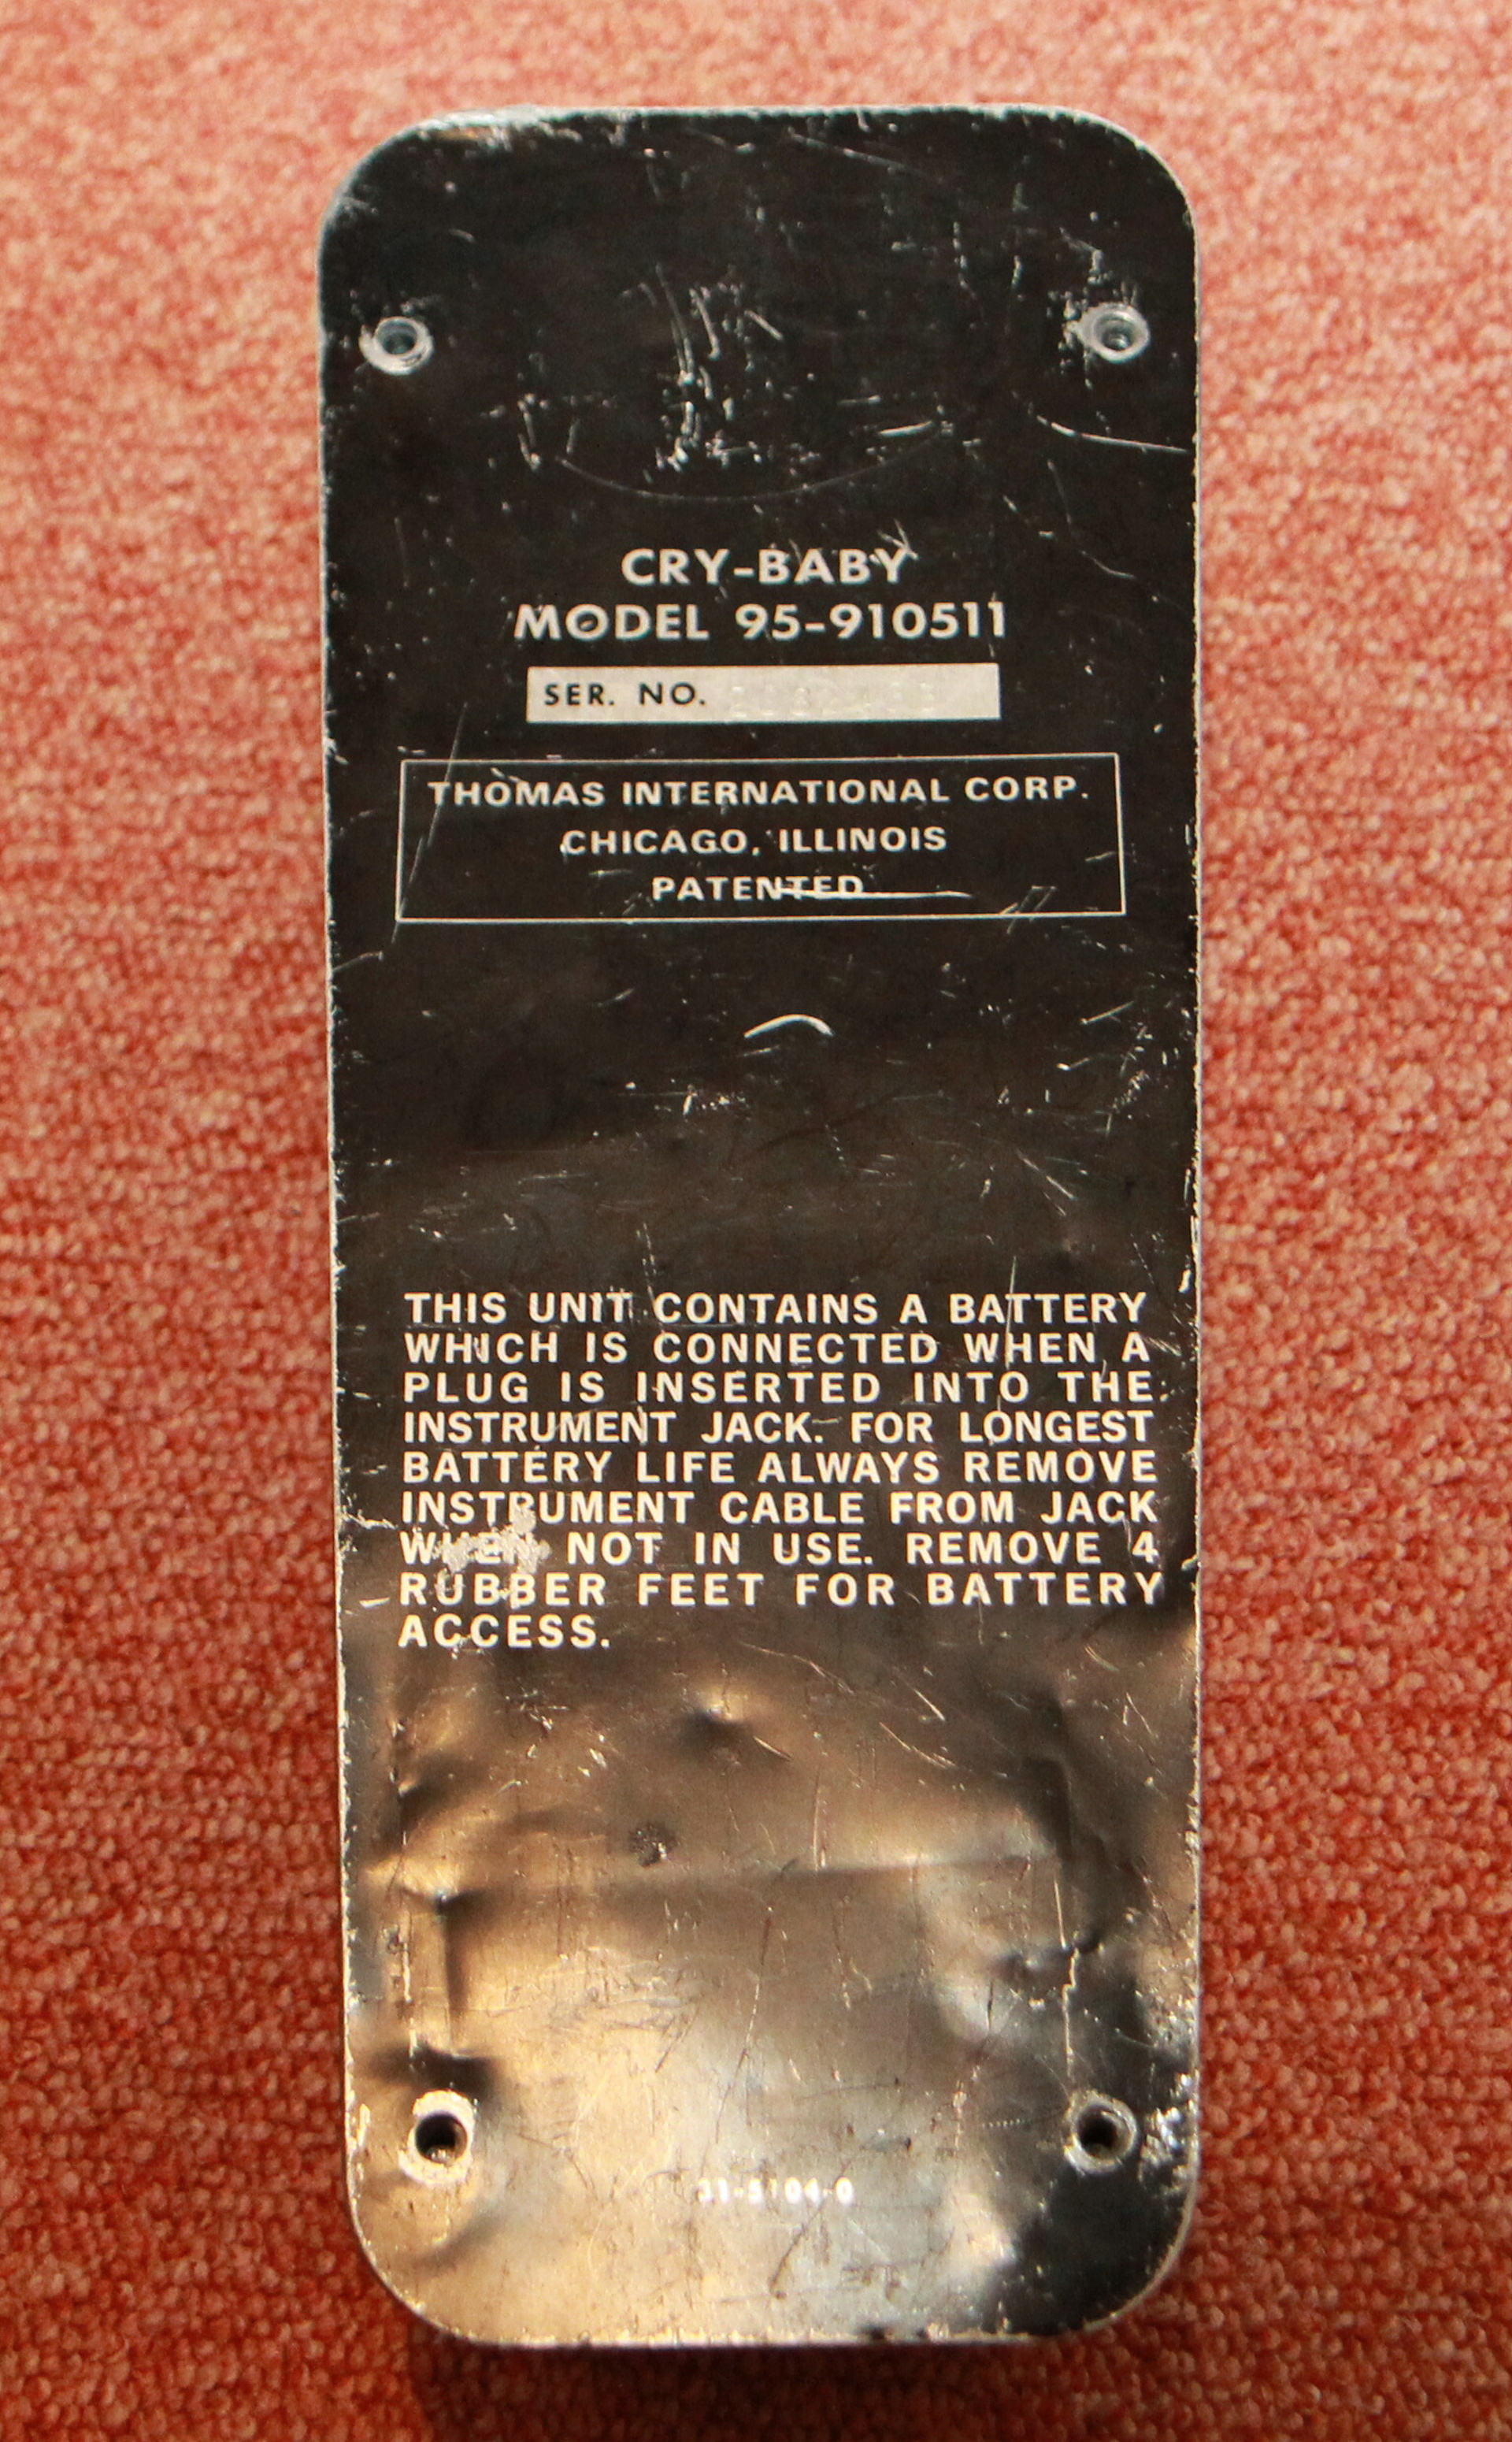 CRY-BABY
MODEL 95-910511
SER. NO.
THOMAS INTERNATIONAL CORP.
CHICAGO, ILLINOIS
PATENTED
THIS UNIT CONTAINS A BATTERY
WHICH IS CONNECTED WHEN A
PLUG IS INSERTED INTO THE
INSTRUMENT JACK. FOR LONGEST
BATTERY LIFE ALWAYS REMOVE
INSTRUMENT CABLE FROM JACK
WHEN NOT IN USE. REMOVE 4
RUBBER FEET FOR BATTERY
ACCESS.